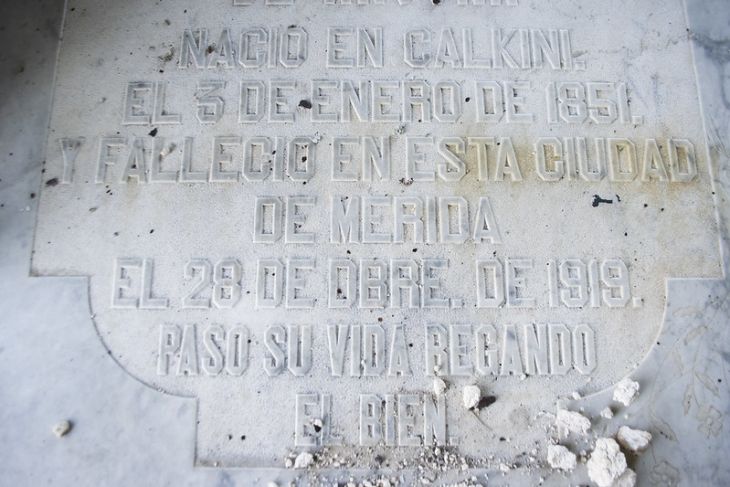 NACIO EN CALKINI.
EL 3 DE ENERO DE 1851.
Y FALLECIO EN ESTA CIUDAD
DE MERIDA
EL 28 DE DBRE. DE 1919.
PASO SU VIDA REGANDO
EL BIEN.